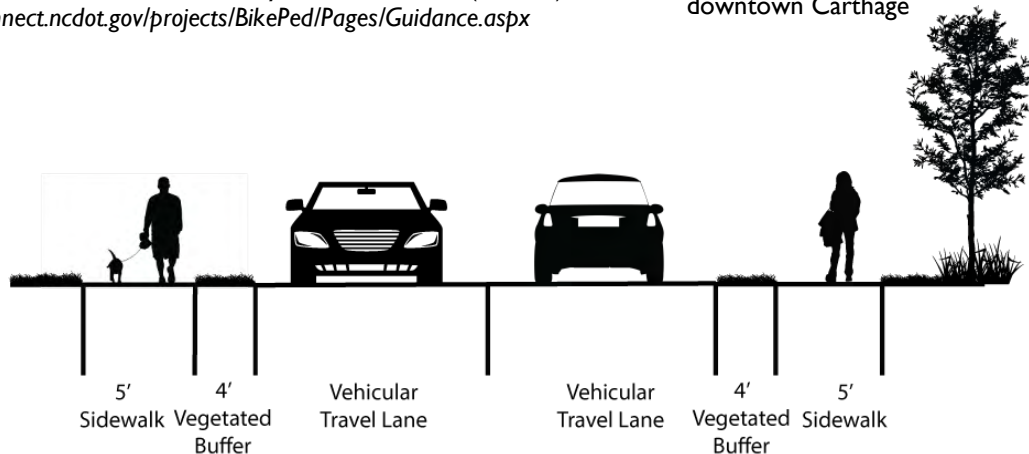 downtown Carthage
nnect.ncdot.gov/projects/BikePed/Pages/Guidance.aspx
5’
Sidewalk
4’
Vegetated
Buffer
Vehicular
Travel Lane
Vehicular
Travel Lane
4’
Vegetated
Buffer
5’
Sidewalk